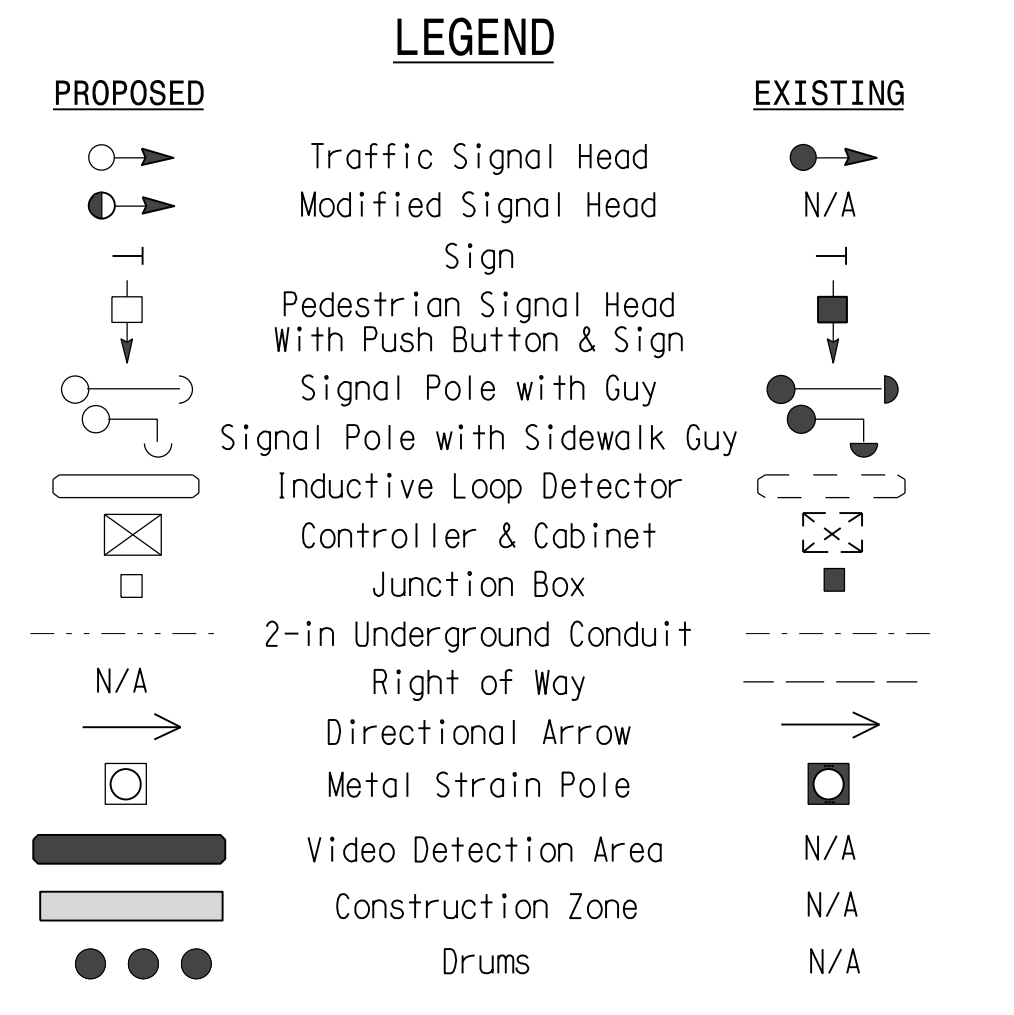 LEGEND
PROPOSED EXISTING
Traffic Signal Head
Modified Signal Head N/A
Sign
Pedestrian Signal Head
With Push Button & Sign
Signal Pole with Guy
Signal Pole with Sidewalk Guy
Inductive Loop Detector
Controller & Cabinet
Junction Box
2-in Underground Conduit
N/A Right of Way
Directional Arrow
Metal Strain Pole
Video Detection Area N/A
Construction Zone N/A
Drums N/A